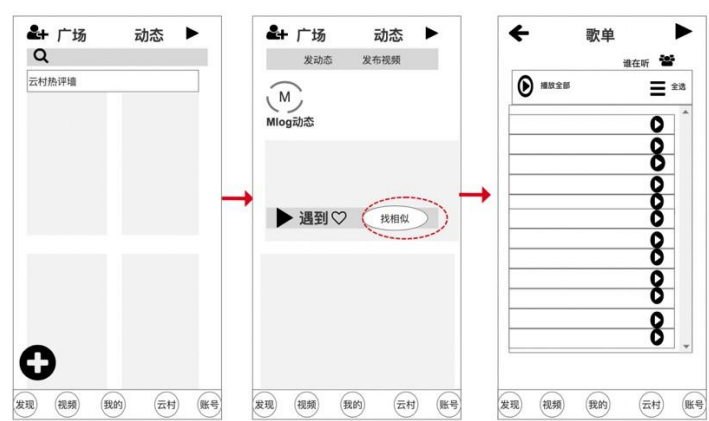 广场 动态
云村热评墙
发现 视频 我的 云村 账号
广场 动态
发动态 发布视频
M
Mlog动态
遇到 找相似
发现 视频 我的 云村 账号
歌单
谁在听
播放全部 全选
发现 视频 我的 云村 账号